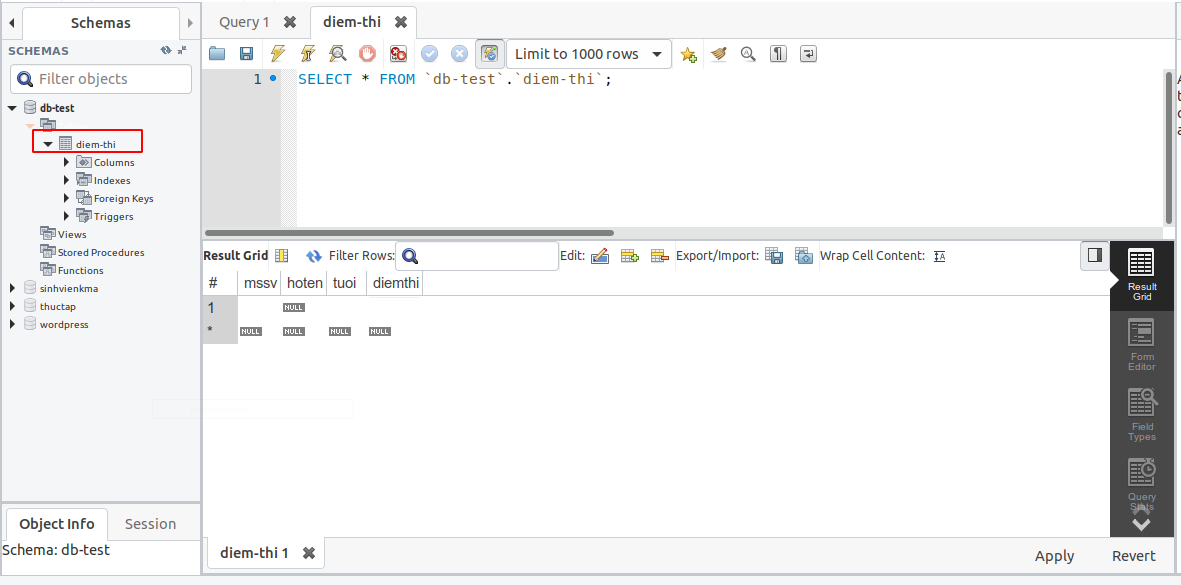 Schemas
SCHEMAS
Filter objects
db-test
diem-thi
Columns
Indexes
Foreign Keys
Triggers
Views
Stored Procedures
Functions
sinhvienkma
thuctap
wordpress
Object Info
Session
Schema: db-test
Query 1
diem-thi
Limit to 1000 rows
1
SELECT * FROM `db-test`.`diem-thi`;
Result Grid
Filter Rows:
Edit:
Export/Import:
Wrap Cell Content:
# mssv hoten tuoi diemthi
1 NULL
* NULL NULL NULL NULL
Result
Grid
Form
Editor
Field
Types
Query
Stats
diem-thi 1
Apply
Revert